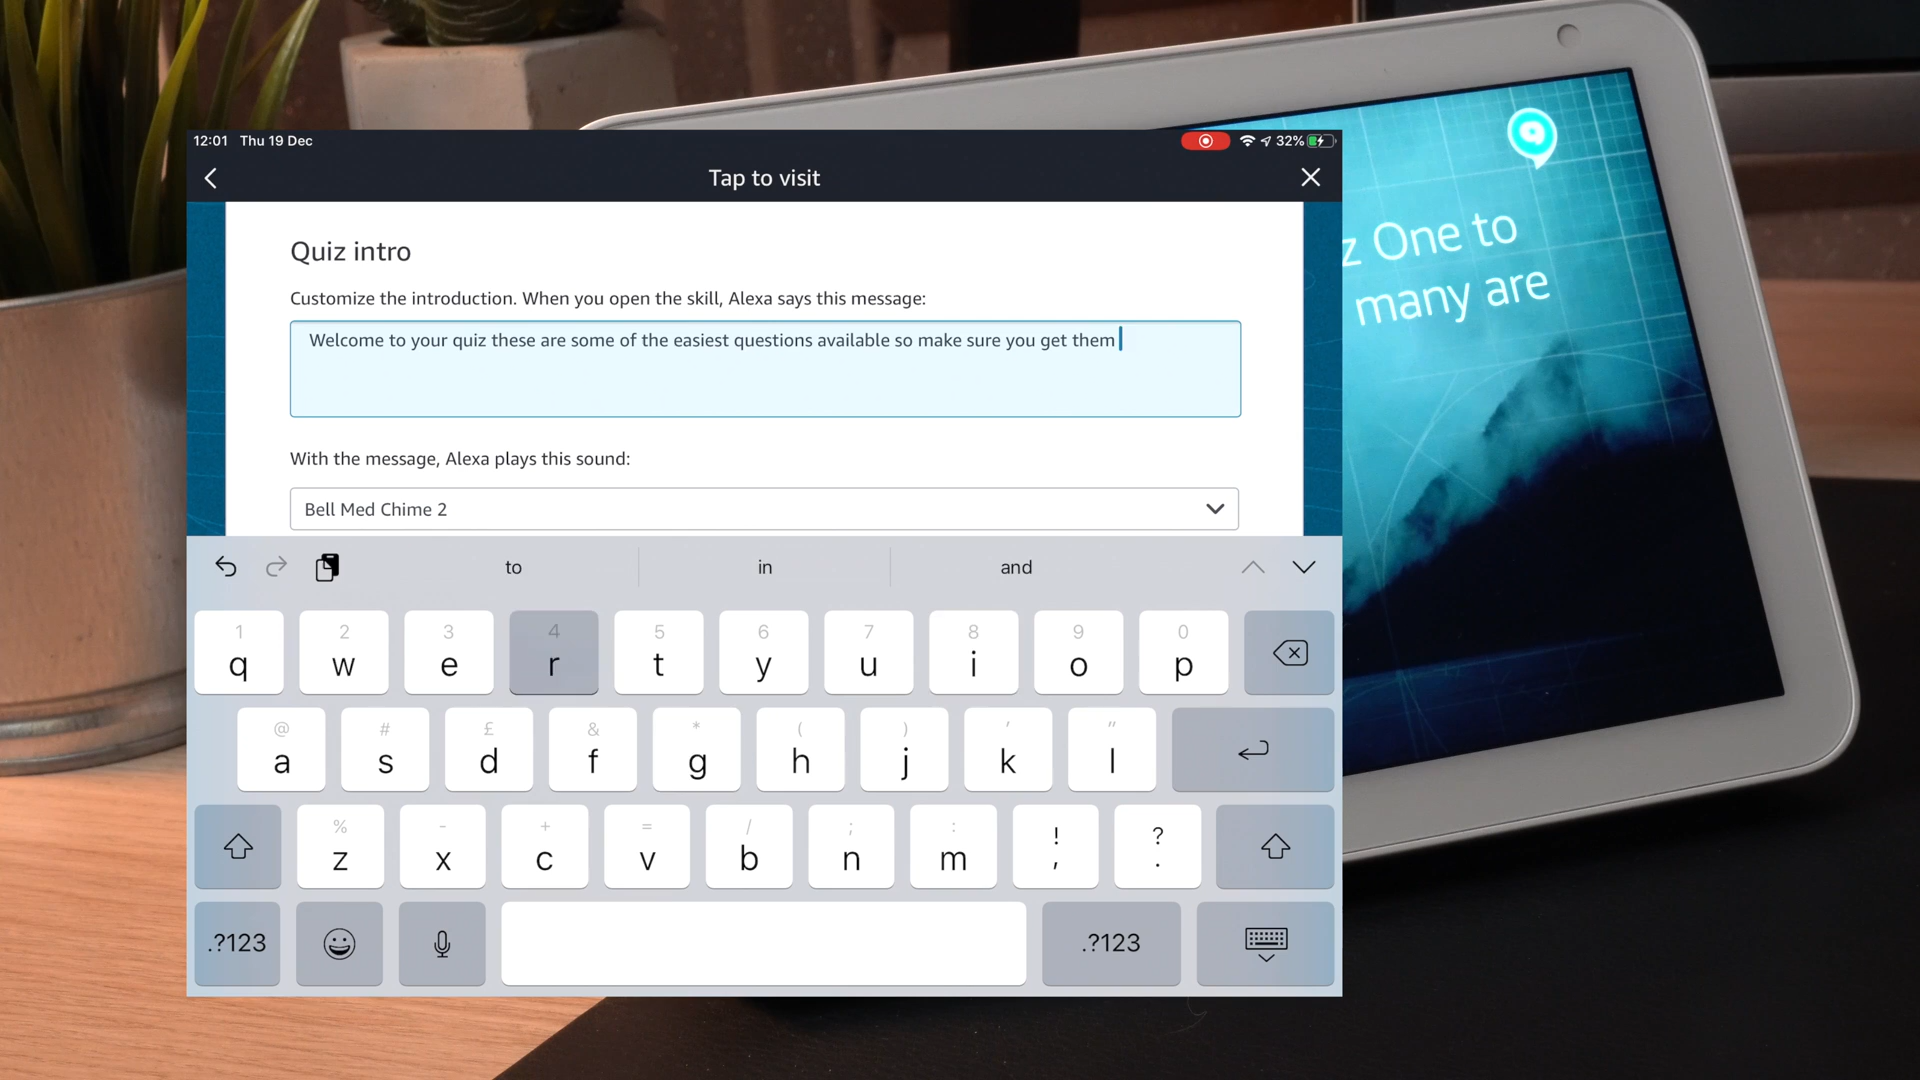 12:01 Thu 19 Dec
32%
Tap to visit
Quiz intro
Customize the introduction. When you open the skill, Alexa says this message:
Welcome to your quiz these are some of the easiest questions available so make sure you get them
With the message, Alexa plays this sound:
Bell Med Chime 2
z One to
many are
to in and
1 2 3 4 5 6 7 8 9 0
q w e r t y u i o p
@ # £ & * ( ) ' "
a s d f g h j k l
% - + = / ; : ! ?
z x c v b n m , .
.?123 .?123